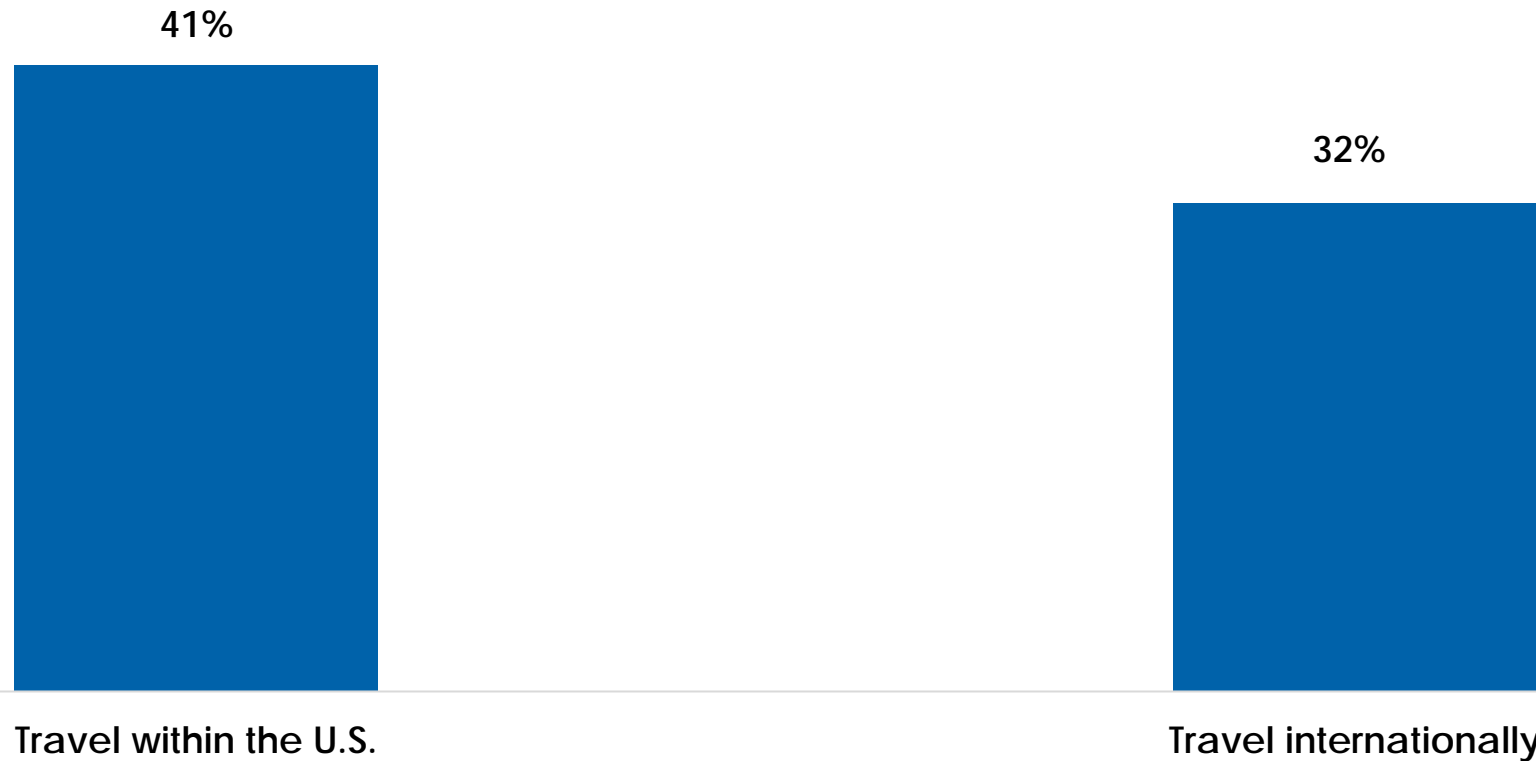 41%
32%
Travel within the U.S.
Travel internationally